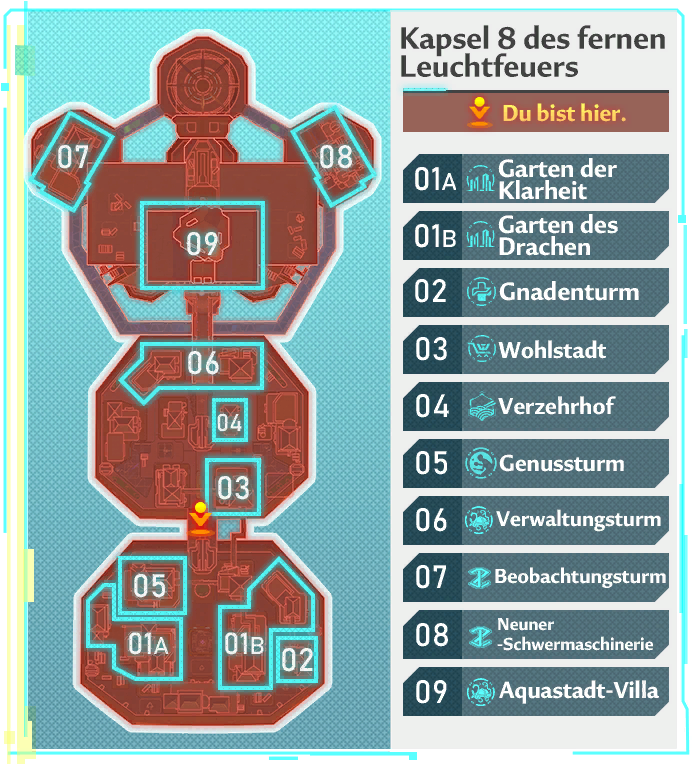 Kapsel 8 des fernen
Leuchtfeuers
Du bist hier.
01A Garten der
Klarheit
01B Garten des
Drachen
02 Gnadenturm
03 Wohlstadt
04 Verzehrhof
05 Genussturm
06 Verwaltungsturm
07 Beobachtungsturm
08 Neuner
-Schwermaschinerie
09 Aquastadt-Villa
07
08
09
06
04
03
05
01A
01B
02